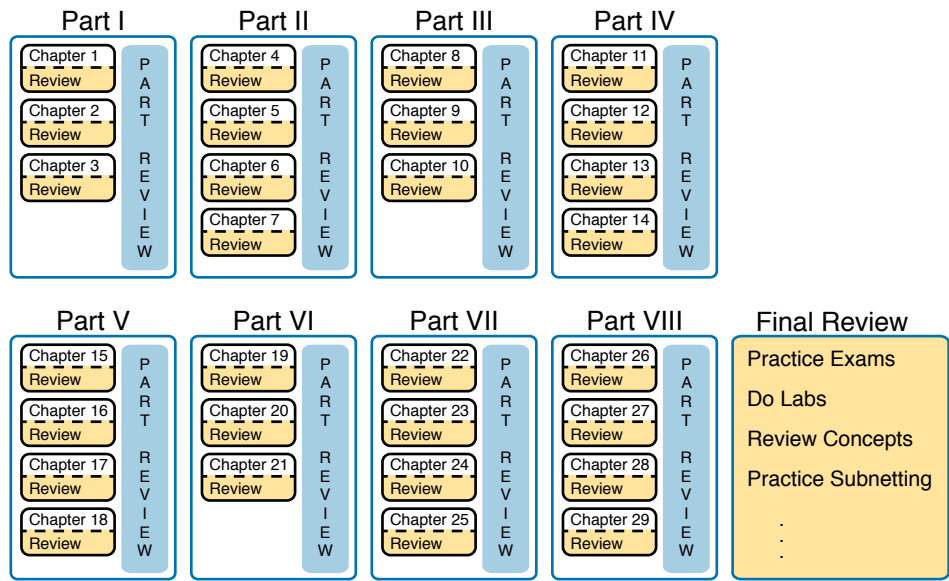 Part I
Chapter 1
Review
Chapter 2
Review
Chapter 3
Review
PART REVIEW
Part II
Chapter 4
Review
Chapter 5
Review
Chapter 6
Review
Chapter 7
Review
PART REVIEW
Part III
Chapter 8
Review
Chapter 9
Review
Chapter 10
Review
PART REVIEW
Part IV
Chapter 11
Review
Chapter 12
Review
Chapter 13
Review
Chapter 14
Review
PART REVIEW
Part V
Chapter 15
Review
Chapter 16
Review
Chapter 17
Review
Chapter 18
Review
PART REVIEW
Part VI
Chapter 19
Review
Chapter 20
Review
Chapter 21
Review
PART REVIEW
Part VII
Chapter 22
Review
Chapter 23
Review
Chapter 24
Review
Chapter 25
Review
PART REVIEW
Part VIII
Chapter 26
Review
Chapter 27
Review
Chapter 28
Review
Chapter 29
Review
PART REVIEW
Final Review
Practice Exams
Do Labs
Review Concepts
Practice Subnetting
.
.
.